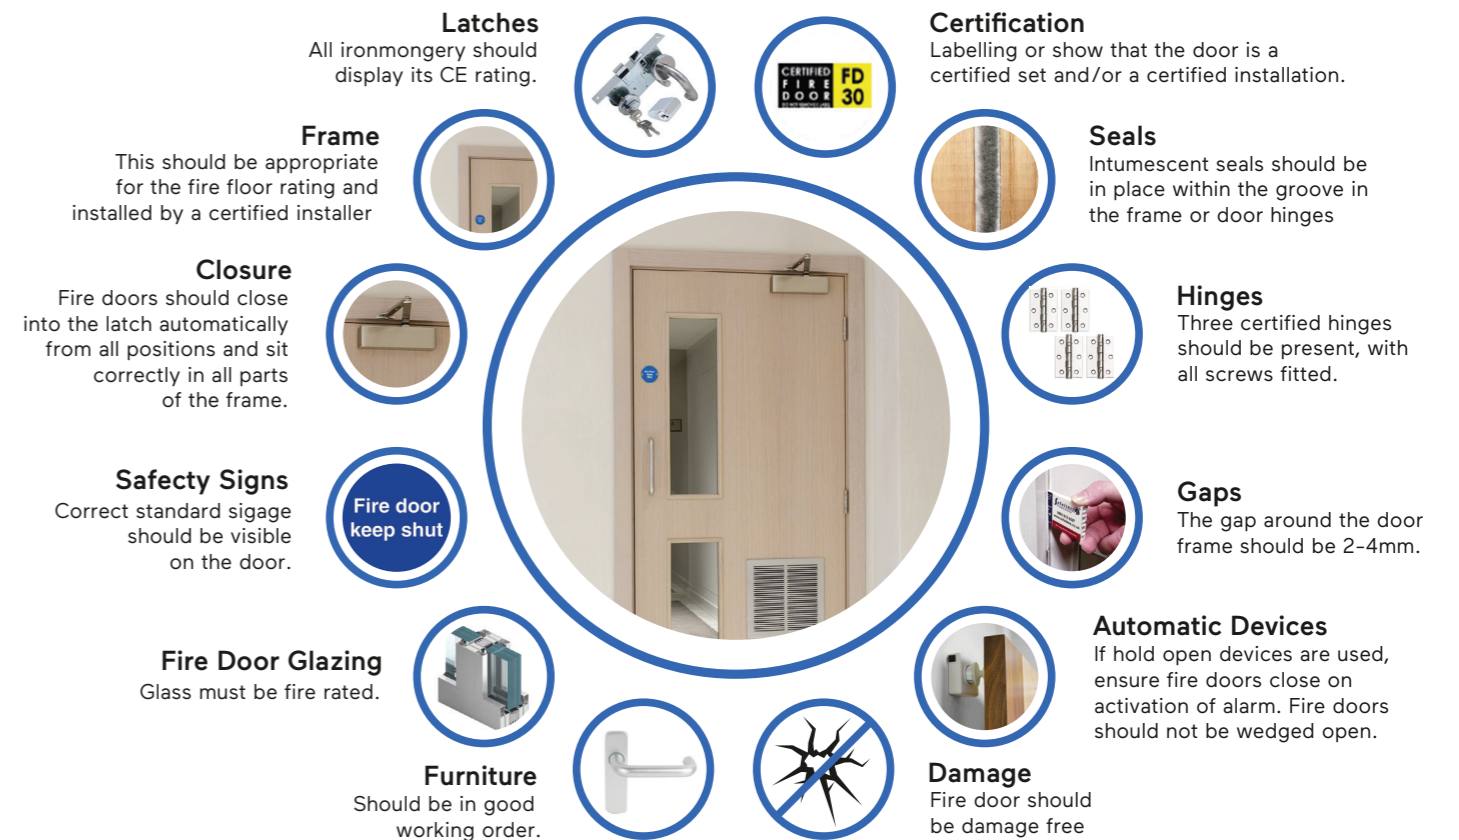 Latches
All ironmongery should
display its CE rating.
Certification
Labelling or show that the door is a
certified set and/or a certified installation.
CERTIFIED
FIRE
DOOR
FD
30
Frame
This should be appropriate
for the fire floor rating and
installed by a certified installer
Seals
Intumescent seals should be
in place within the groove in
the frame or door hinges
Closure
Fire doors should close
into the latch automatically
from all positions and sit
correctly in all parts
of the frame.
Hinges
Three certified hinges
should be present, with
all screws fitted.
Safecty Signs
Correct standard sigage
should be visible
on the door.
Fire door
keep shut
Gaps
The gap around the door
frame should be 2-4mm.
Fire Door Glazing
Glass must be fire rated.
Automatic Devices
If hold open devices are used,
ensure fire doors close on
activation of alarm. Fire doors
should not be wedged open.
Furniture
Should be in good
working order.
Damage
Fire door should
be damage free